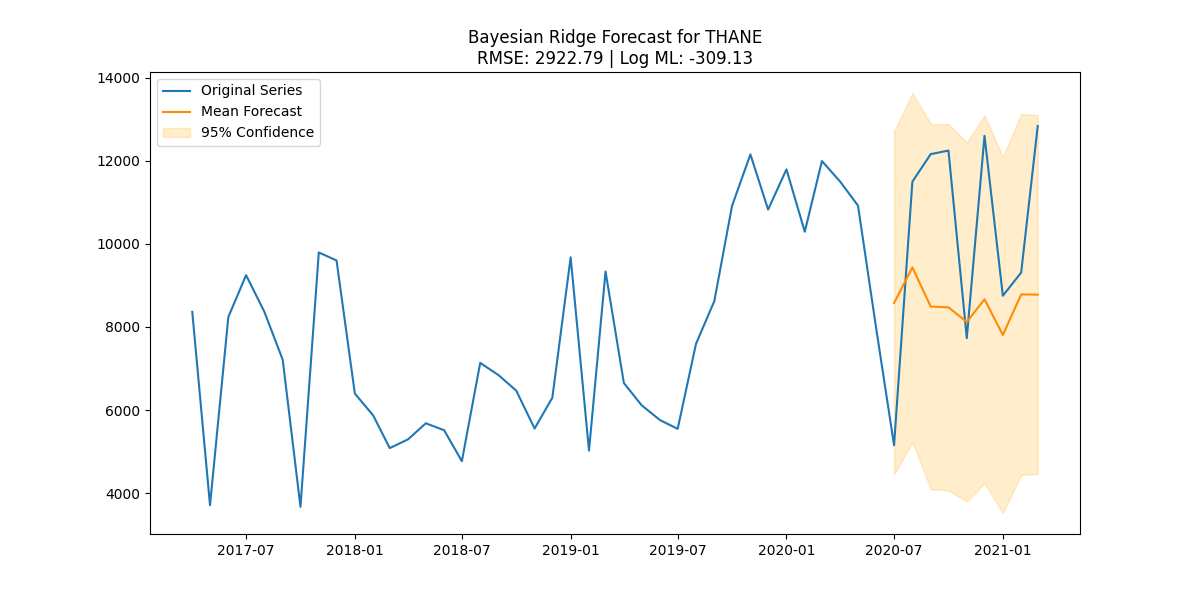 Bayesian Ridge Forecast for THANE
RMSE: 2922.79 | Log ML: -309.13
Original Series
Mean Forecast
95% Confidence
14000
12000
10000
8000
6000
4000
2017-07
2018-01
2018-07
2019-01
2019-07
2020-01
2020-07
2021-01